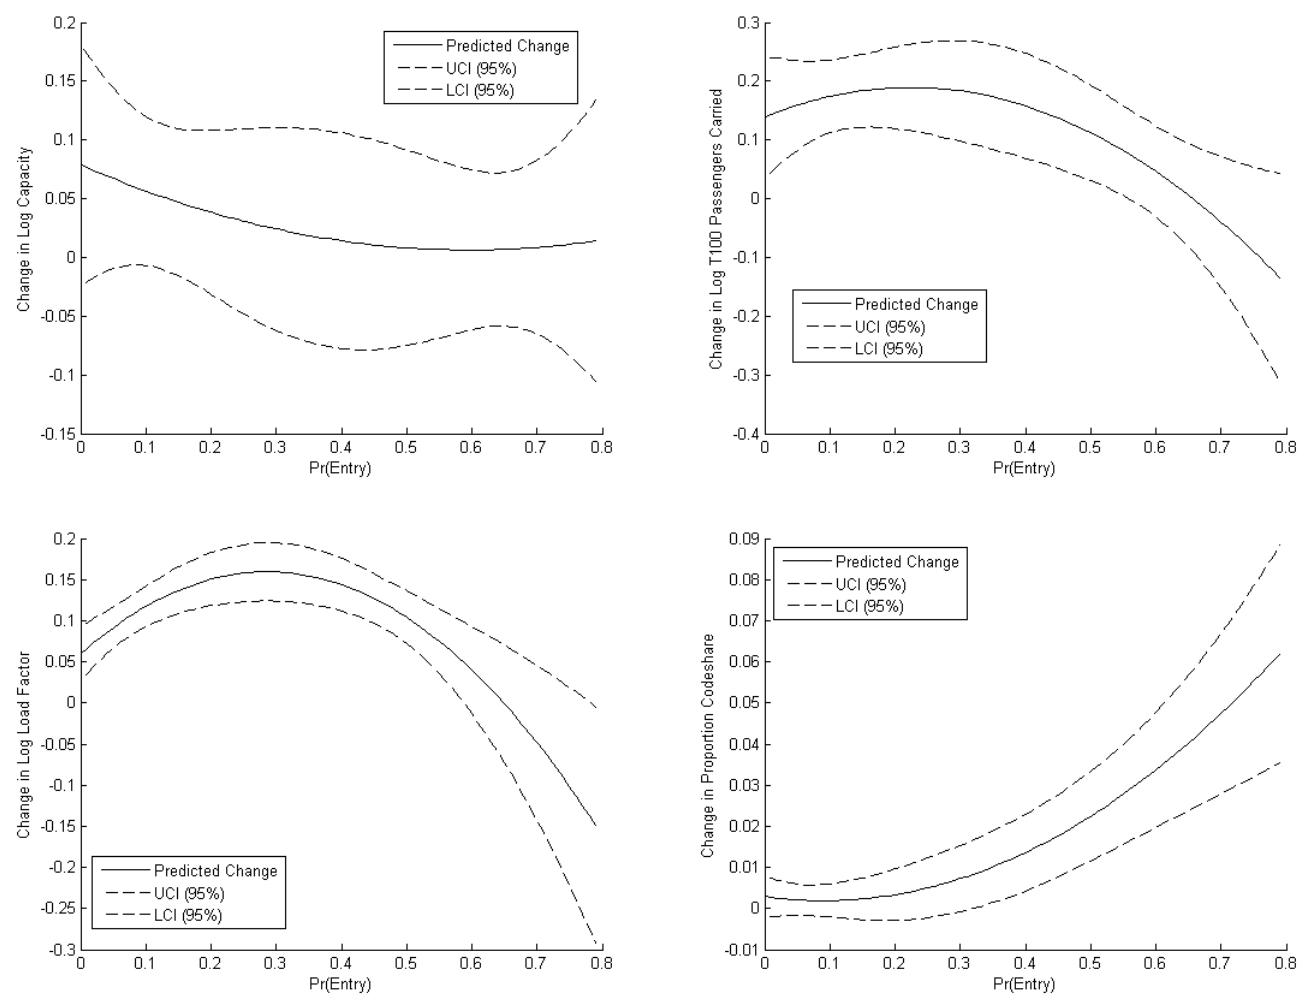 0.2
0.15
0.1
0.05
0
-0.05
-0.1
-0.15
Change in Log Capacity
Predicted Change
UCI (95%)
LCI (95%)
0 0.1 0.2 0.3 0.4 0.5 0.6 0.7 0.8
Pr(Entry)
0.3
0.2
0.1
0
-0.1
-0.2
-0.3
-0.4
Change in Log T100 Passengers Carried
Predicted Change
UCI (95%)
LCI (95%)
0 0.1 0.2 0.3 0.4 0.5 0.6 0.7 0.8
Pr(Entry)
0.2
0.15
0.1
0.05
0
-0.05
-0.1
-0.15
-0.2
-0.25
-0.3
Change in Log Load Factor
Predicted Change
UCI (95%)
LCI (95%)
0 0.1 0.2 0.3 0.4 0.5 0.6 0.7 0.8
Pr(Entry)
0.09
0.08
0.07
0.06
0.05
0.04
0.03
0.02
0.01
0
-0.01
Change in Proportion Codeshare
Predicted Change
UCI (95%)
LCI (95%)
0 0.1 0.2 0.3 0.4 0.5 0.6 0.7 0.8
Pr(Entry)